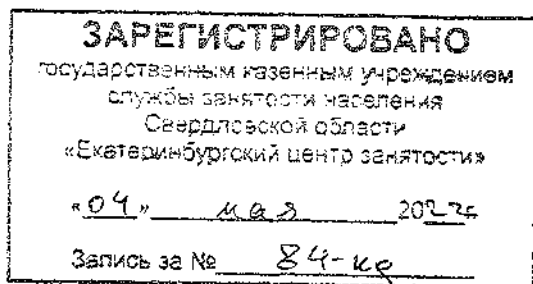 ЗАРЕГИСТРИРОВАНО
государственным казенным учреждением
службы занятости населения
Свердловской области
«Екатеринбургский центр занятости»
«04» мая 2022г
Запись за № 84-кд